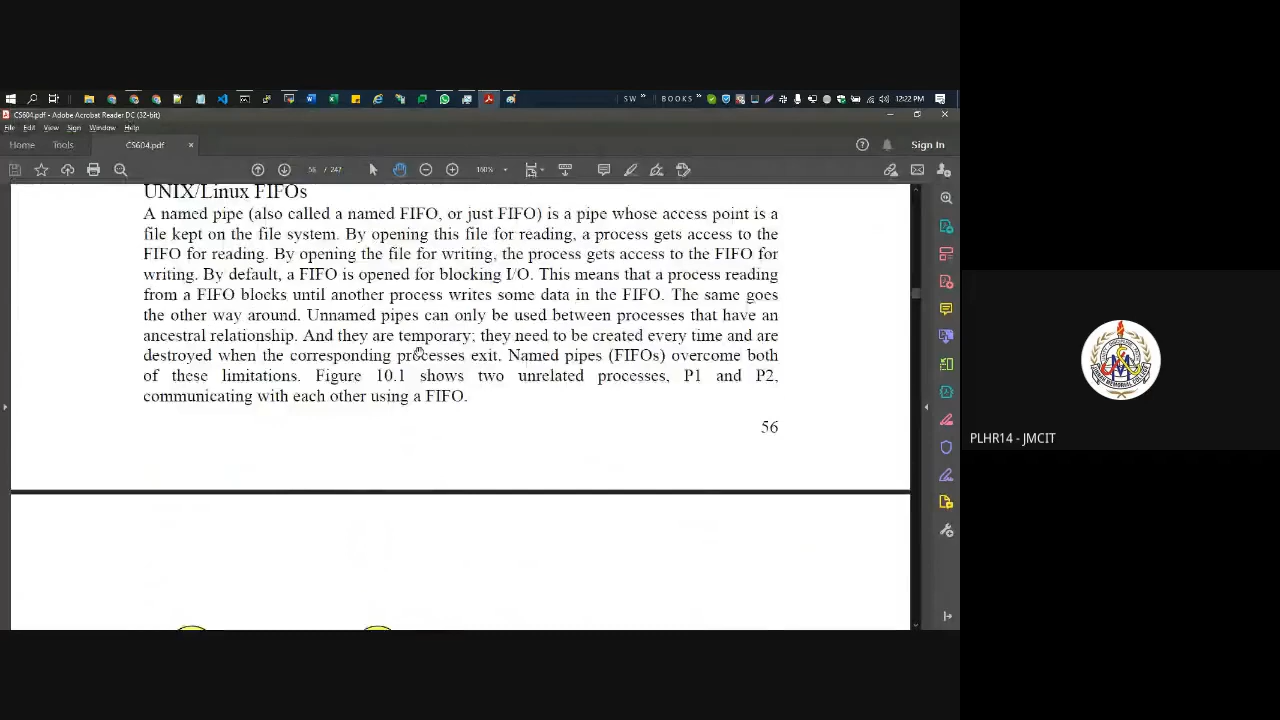 SW
BOOKS
12:22 PM
CS604.pdf - Adobe Acrobat Reader DC (32-bit)
File Edit View Sign Window Help
Home Tools CS604.pdf × Sign In
56 / 247 160%
UNIX/Linux FIFOs
A named pipe (also called a named FIFO, or just FIFO) is a pipe whose access point is a
file kept on the file system. By opening this file for reading, a process gets access to the
FIFO for reading. By opening the file for writing, the process gets access to the FIFO for
writing. By default, a FIFO is opened for blocking I/O. This means that a process reading
from a FIFO blocks until another process writes some data in the FIFO. The same goes
the other way around. Unnamed pipes can only be used between processes that have an
ancestral relationship. And they are temporary; they need to be created every time and are
destroyed when the corresponding processes exit. Named pipes (FIFOs) overcome both
of these limitations. Figure 10.1 shows two unrelated processes, P1 and P2,
communicating with each other using a FIFO.
56
PLHR14 - JMCIT